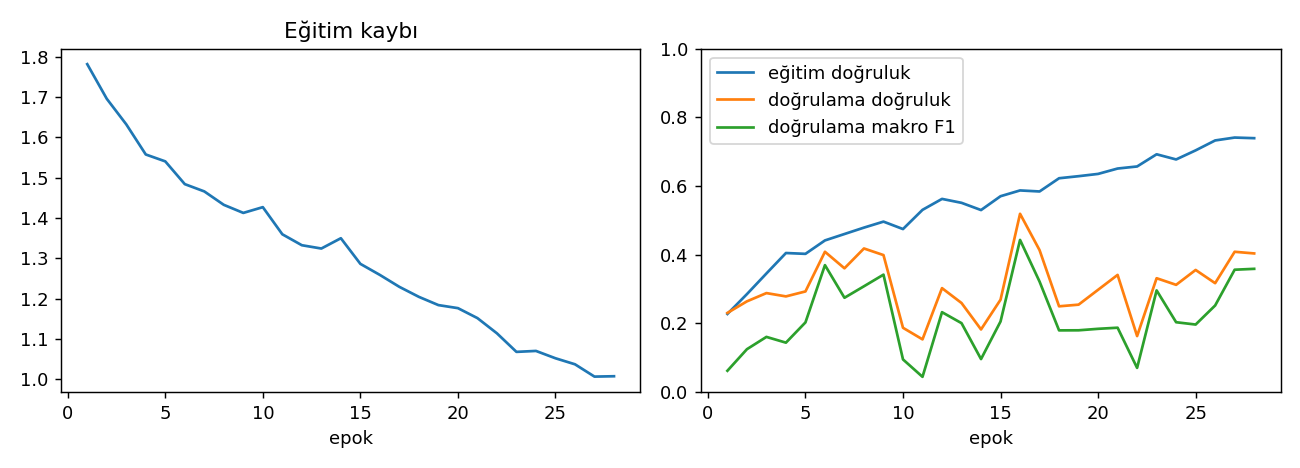 Eğitim kaybı
1.8
1.7
1.6
1.5
1.4
1.3
1.2
1.1
1.0
0 5 10 15 20 25
epok
1.0
0.8
0.6
0.4
0.2
0.0
eğitim doğruluk
doğrulama doğruluk
doğrulama makro F1
0 5 10 15 20 25
epok